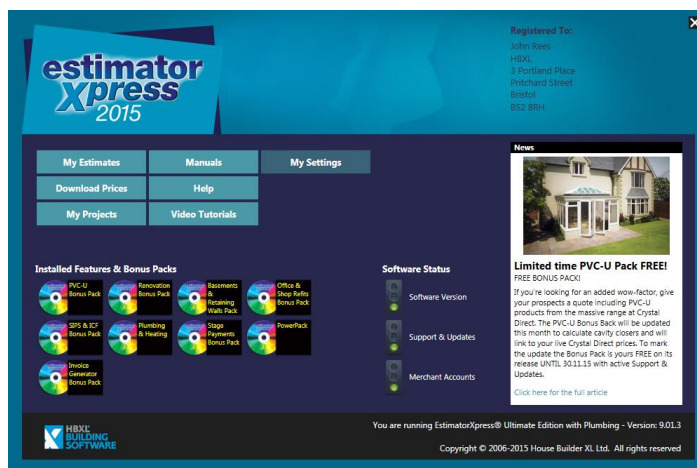 estimator
Xpress
2015
Registered To:
John Rees
HBXL
3 Portland Place
Pritchard Street
Bristol
BS2 8RH
My Estimates
Manuals
My Settings
Download Prices
Help
My Projects
Video Tutorials
Installed Features & Bonus Packs
PVC-U
Bonus Pack
Renovation
Bonus Pack
Basements
&
Retaining
Walls Pack
Office &
Shop Refits
Bonus Pack
SIPS & ICF
Bonus Pack
Plumbing
& Heating
Stage
Payments
Bonus Pack
PowerPack
Invoice
Generator
Bonus Pack
Software Status
Software Version
Support & Updates
Merchant Accounts
News
Limited time PVC-U Pack FREE!
FREE BONUS PACK!
If you're looking for an added wow-factor, give
your prospects a quote including PVC-U
products from the massive range at Crystal
Direct. The PVC-U Bonus Back will be updated
this month to calculate cavity closers and will
link to your live Crystal Direct prices. To mark
the update the Bonus Pack is yours FREE on its
release UNTIL 30.11.15 with active Support &
Updates.
Click here for the full article
HBXL
BUILDING
SOFTWARE
You are running EstimatorXpress® Ultimate Edition with Plumbing - Version: 9.01.3
Copyright © 2006-2015 House Builder XL Ltd. All rights reserved